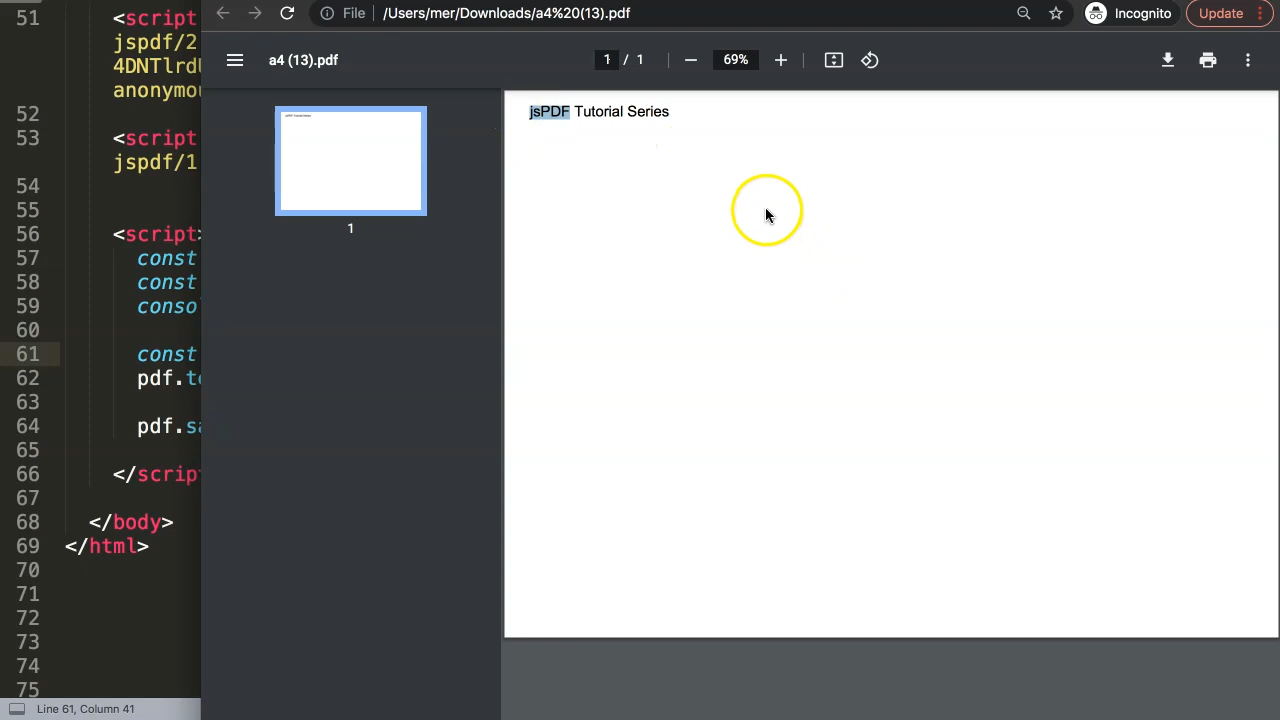 51
<script
jspdf/2
4DNTlrd
anonymo
52
53
<script
jspdf/1
54
55
56
<script>
57
const
58
const
59
conso
60
61
const
62
pdf.t
63
64
pdf.s
65
66
</script
67
68
</body>
69
</html>
70
71
72
73
74
75
Line 61, Column 41
File
/Users/mer/Downloads/a4%20(13).pdf
Incognito
Update
a4 (13).pdf
1 / 1
69%
1
jsPDF Tutorial Series